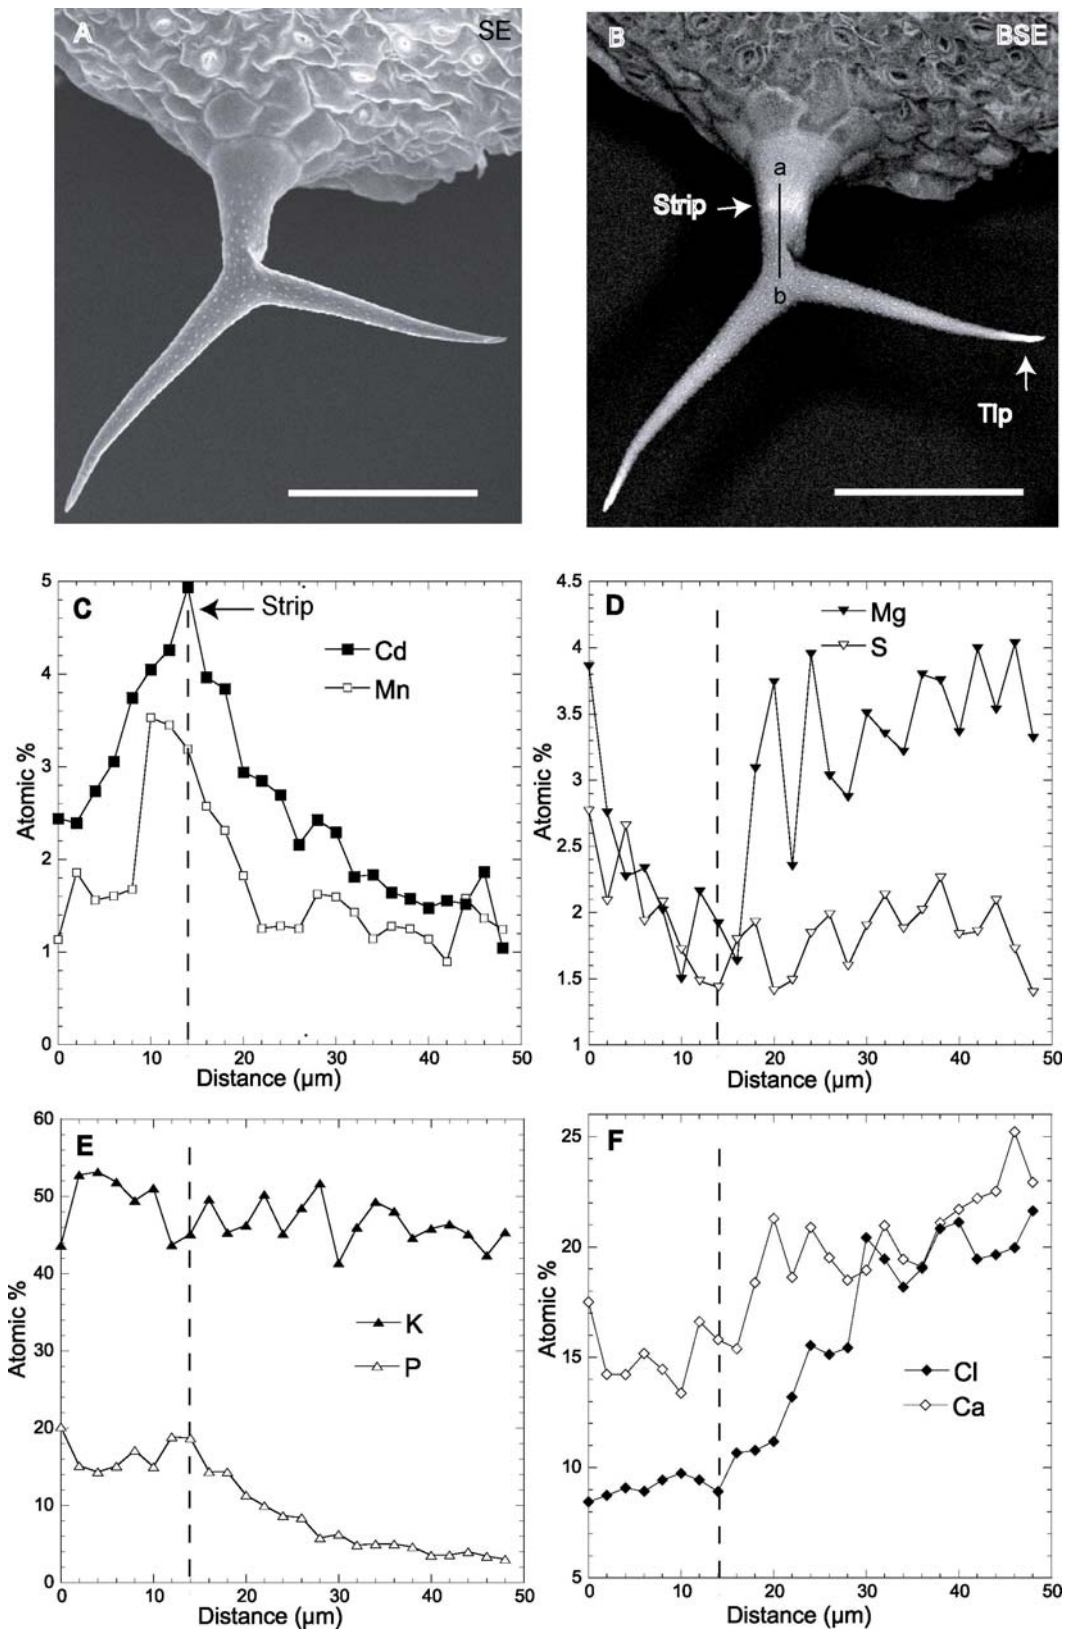 A SE
B BSE
a
Strip
b
Tip
5
C
Strip
4
Cd
Mn
3
Atomic %
2
1
0
0 10 20 30 40 50
Distance (µm)
4.5
D
Mg
4
S
3.5
3
Atomic %
2.5
2
1.5
1
0 10 20 30 40 50
Distance (µm)
60
E
50
40
Atomic %
K
30
P
20
10
0
0 10 20 30 40 50
Distance (µm)
25
F
20
Atomic %
15
Cl
Ca
10
5
0 10 20 30 40 50
Distance (µm)